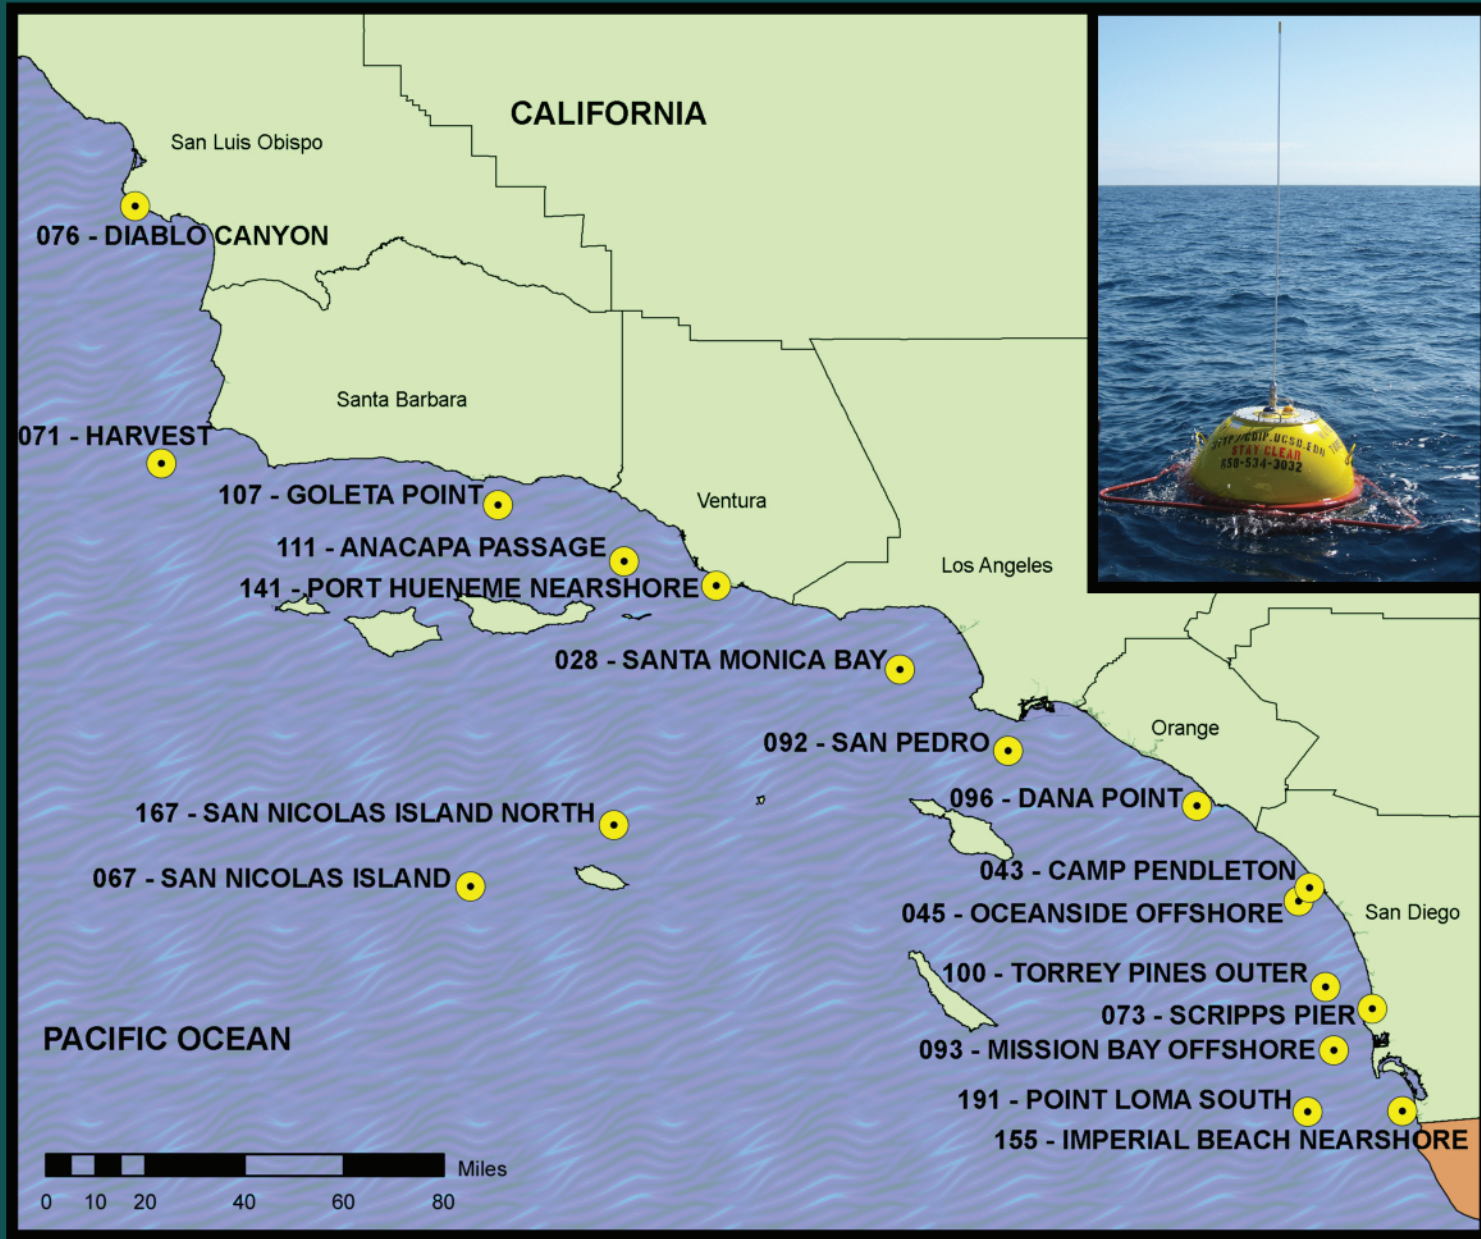 CALIFORNIA
San Luis Obispo
076 - DIABLO CANYON
Santa Barbara
071 - HARVEST
107 - GOLETA POINT
Ventura
111 - ANACAPA PASSAGE
141 - PORT HUENEME NEARSHORE
Los Angeles
028 - SANTA MONICA BAY
092 - SAN PEDRO
Orange
096 - DANA POINT
167 - SAN NICOLAS ISLAND NORTH
067 - SAN NICOLAS ISLAND
043 - CAMP PENDLETON
045 - OCEANSIDE OFFSHORE
San Diego
100 - TORREY PINES OUTER
073 - SCRIPPS PIER
PACIFIC OCEAN
093 - MISSION BAY OFFSHORE
191 - POINT LOMA SOUTH
155 - IMPERIAL BEACH NEARSHORE
Miles
0 10 20 40 60 80
HTTP://CDIP.UCSD.EDU
STAY CLEAR
858-534-3032